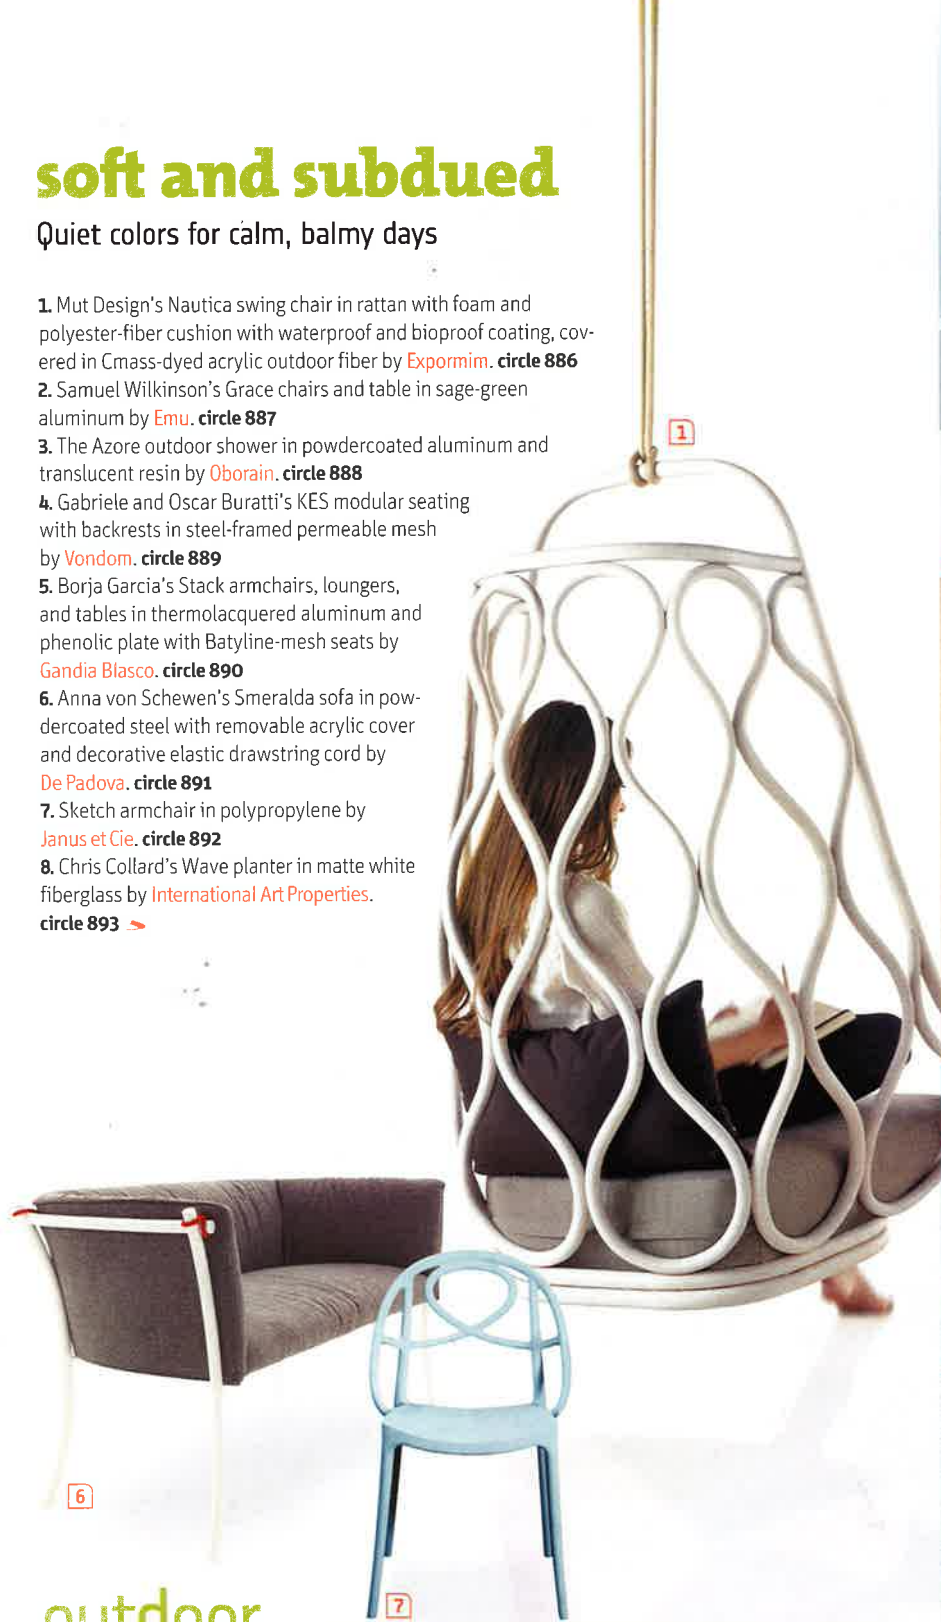 soft and subdued
Quiet colors for calm, balmy days
1. Mut Design's Nautica swing chair in rattan with foam and
polyester-fiber cushion with waterproof and bioproof coating, cov-
ered in Cmass-dyed acrylic outdoor fiber by Expormim. circle 886
2. Samuel Wilkinson's Grace chairs and table in sage-green
aluminum by Emu. circle 887
3. The Azore outdoor shower in powdercoated aluminum and
translucent resin by Oborain. circle 888
4. Gabriele and Oscar Buratti's KES modular seating
with backrests in steel-framed permeable mesh
by Vondom. circle 889
5. Borja Garcia's Stack armchairs, loungers,
and tables in thermolacquered aluminum and
phenolic plate with Batyline-mesh seats by
Gandia Blasco. circle 890
6. Anna von Schewen's Smeralda sofa in pow-
dercoated steel with removable acrylic cover
and decorative elastic drawstring cord by
De Padova. circle 891
7. Sketch armchair in polypropylene by
Janus et Cie. circle 892
8. Chris Collard's Wave planter in matte white
fiberglass by International Art Properties.
circle 893
1
6
7
outdoor